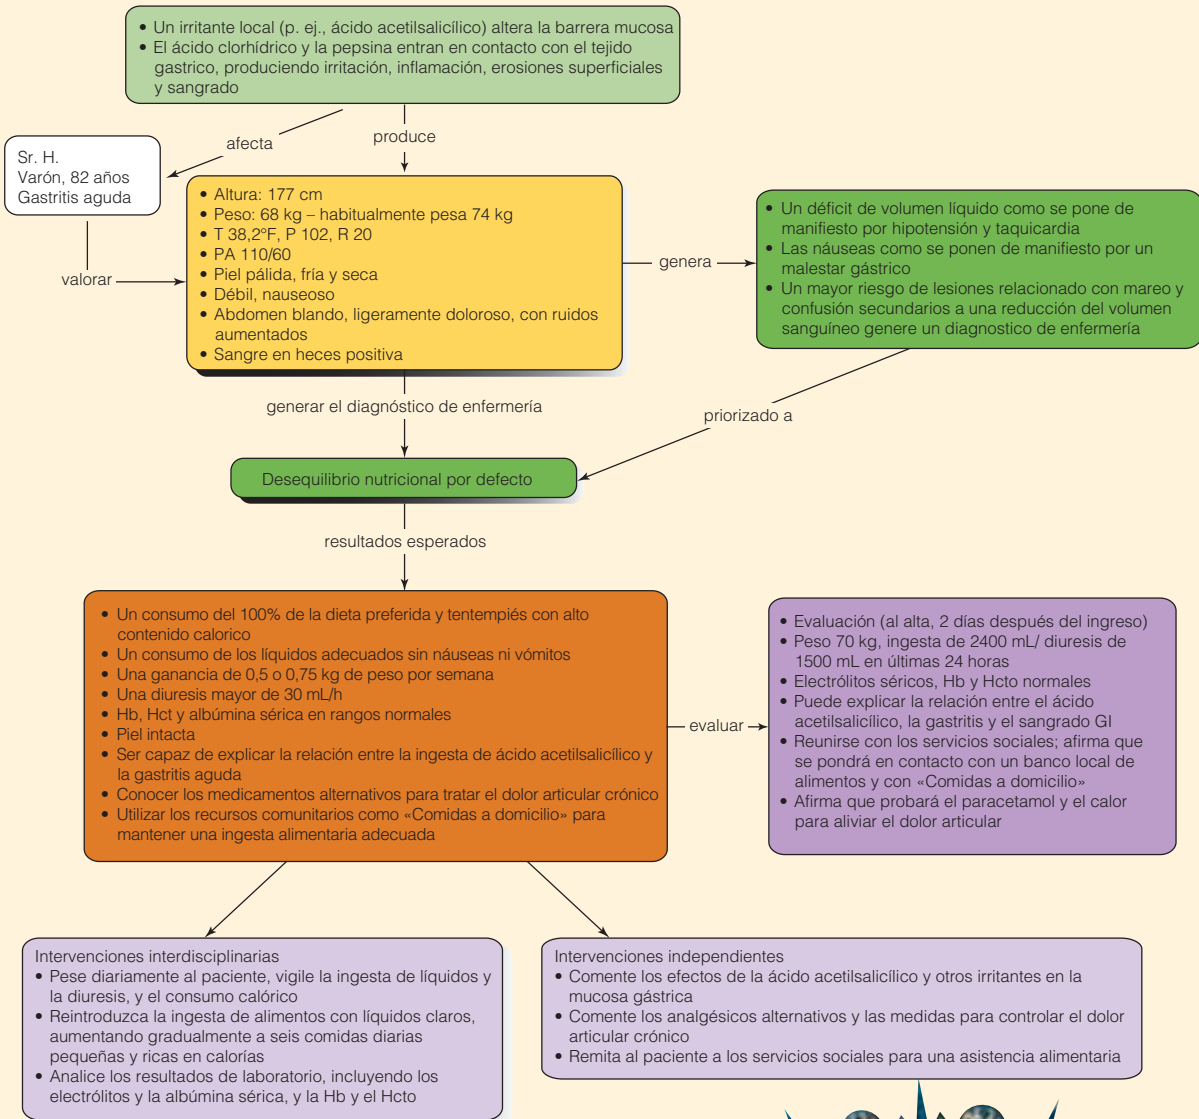 • Un irritante local (p. ej., ácido acetilsalicílico) altera la barrera mucosa
• El ácido clorhídrico y la pepsina entran en contacto con el tejido
gastrico, produciendo irritación, inflamación, erosiones superficiales
y sangrado
afecta
produce
Sr. H.
Varón, 82 años
Gastritis aguda
valorar
• Altura: 177 cm
• Peso: 68 kg – habitualmente pesa 74 kg
• T 38,2ºF, P 102, R 20
• PA 110/60
• Piel pálida, fría y seca
• Débil, nauseoso
• Abdomen blando, ligeramente doloroso, con ruidos
aumentados
• Sangre en heces positiva
genera
• Un déficit de volumen líquido como se pone de
manifiesto por hipotensión y taquicardia
• Las náuseas como se ponen de manifiesto por un
malestar gástrico
• Un mayor riesgo de lesiones relacionado con mareo y
confusión secundarios a una reducción del volumen
sanguíneo genere un diagnostico de enfermería
generar el diagnóstico de enfermería
priorizado a
Desequilibrio nutricional por defecto
resultados esperados
• Un consumo del 100% de la dieta preferida y tentempiés con alto
contenido calorico
• Un consumo de los líquidos adecuados sin náuseas ni vómitos
• Una ganancia de 0,5 o 0,75 kg de peso por semana
• Una diuresis mayor de 30 mL/h
• Hb, Hct y albúmina sérica en rangos normales
• Piel intacta
• Ser capaz de explicar la relación entre la ingesta de ácido acetilsalicílico y
la gastritis aguda
• Conocer los medicamentos alternativos para tratar el dolor articular crónico
• Utilizar los recursos comunitarios como «Comidas a domicilio» para
mantener una ingesta alimentaria adecuada
evaluar
• Evaluación (al alta, 2 días después del ingreso)
• Peso 70 kg, ingesta de 2400 mL/ diuresis de
1500 mL en últimas 24 horas
• Electrólitos séricos, Hb y Hcto normales
• Puede explicar la relación entre el ácido
acetilsalicílico, la gastritis y el sangrado GI
• Reunirse con los servicios sociales; afirma que
se pondrá en contacto con un banco local de
alimentos y con «Comidas a domicilio»
• Afirma que probará el paracetamol y el calor
para aliviar el dolor articular
Intervenciones interdisciplinarias
• Pese diariamente al paciente, vigile la ingesta de líquidos y
la diuresis, y el consumo calórico
• Reintroduzca la ingesta de alimentos con líquidos claros,
aumentando gradualmente a seis comidas diarias
pequeñas y ricas en calorías
• Analice los resultados de laboratorio, incluyendo los
electrólitos y la albúmina sérica, y la Hb y el Hcto
Intervenciones independientes
• Comente los efectos de la ácido acetilsalicílico y otros irritantes en la
mucosa gástrica
• Comente los analgésicos alternativos y las medidas para controlar el dolor
articular crónico
• Remita al paciente a los servicios sociales para una asistencia alimentaria